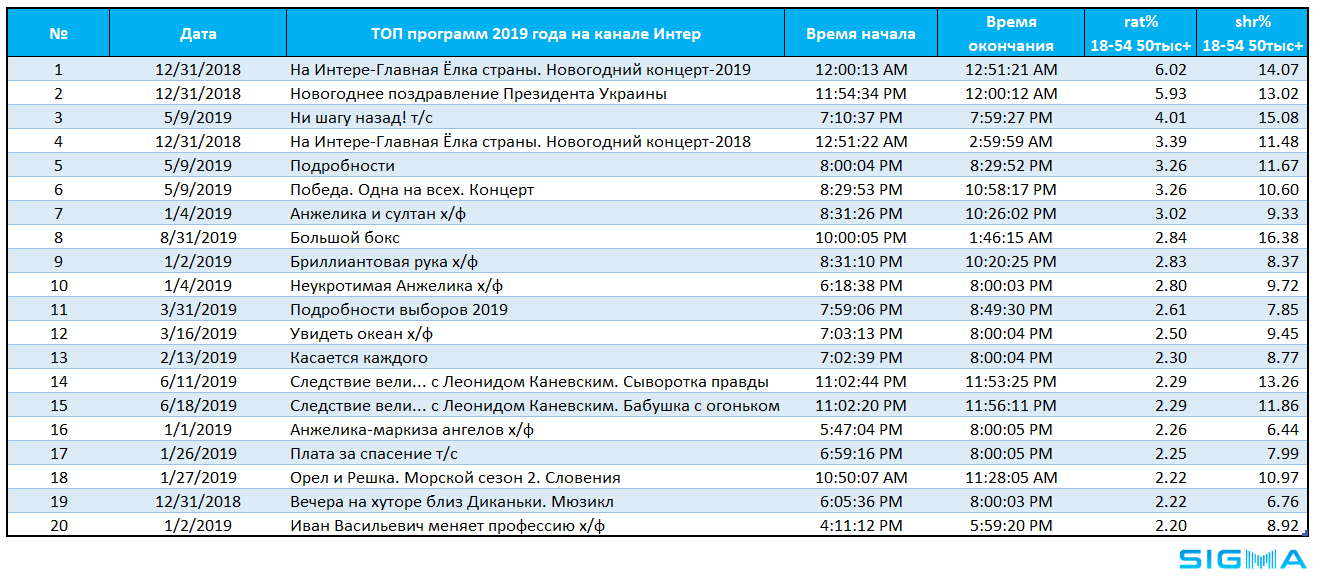 № Дата ТОП программ 2019 года на канале Интер Время начала Время окончания rat% 18-54 50тыс+ shr% 18-54 50тыс+
1 12/31/2018 На Интере-Главная Ёлка страны. Новогодний концерт-2019 12:00:13 AM 12:51:21 AM 6.02 14.07
2 12/31/2018 Новогоднее поздравление Президента Украины 11:54:34 PM 12:00:12 AM 5.93 13.02
3 5/9/2019 Ни шагу назад! т/с 7:10:37 PM 7:59:27 PM 4.01 15.08
4 12/31/2018 На Интере-Главная Ёлка страны. Новогодний концерт-2018 12:51:22 AM 2:59:59 AM 3.39 11.48
5 5/9/2019 Подробности 8:00:04 PM 8:29:52 PM 3.26 11.67
6 5/9/2019 Победа. Одна на всех. Концерт 8:29:53 PM 10:58:17 PM 3.26 10.60
7 1/4/2019 Анжелика и султан х/ф 8:31:26 PM 10:26:02 PM 3.02 9.33
8 8/31/2019 Большой бокс 10:00:05 PM 1:46:15 AM 2.84 16.38
9 1/2/2019 Бриллиантовая рука х/ф 8:31:10 PM 10:20:25 PM 2.83 8.37
10 1/4/2019 Неукротимая Анжелика х/ф 6:18:38 PM 8:00:03 PM 2.80 9.72
11 3/31/2019 Подробности выборов 2019 7:59:06 PM 8:49:30 PM 2.61 7.85
12 3/16/2019 Увидеть океан х/ф 7:03:13 PM 8:00:04 PM 2.50 9.45
13 2/13/2019 Касается каждого 7:02:39 PM 8:00:04 PM 2.30 8.77
14 6/11/2019 Следствие вели... с Леонидом Каневским. Сыворотка правды 11:02:44 PM 11:53:25 PM 2.29 13.26
15 6/18/2019 Следствие вели... с Леонидом Каневским. Бабушка с огоньком 11:02:20 PM 11:56:11 PM 2.29 11.86
16 1/1/2019 Анжелика-маркиза ангелов х/ф 5:47:04 PM 8:00:05 PM 2.26 6.44
17 1/26/2019 Плата за спасение т/с 6:59:16 PM 8:00:05 PM 2.25 7.99
18 1/27/2019 Орел и Решка. Морской сезон 2. Словения 10:50:07 AM 11:28:05 AM 2.22 10.97
19 12/31/2018 Вечера на хуторе близ Диканьки. Мюзикл 6:05:36 PM 8:00:03 PM 2.22 6.76
20 1/2/2019 Иван Васильевич меняет профессию х/ф 4:11:12 PM 5:59:20 PM 2.20 8.92
SIGMA